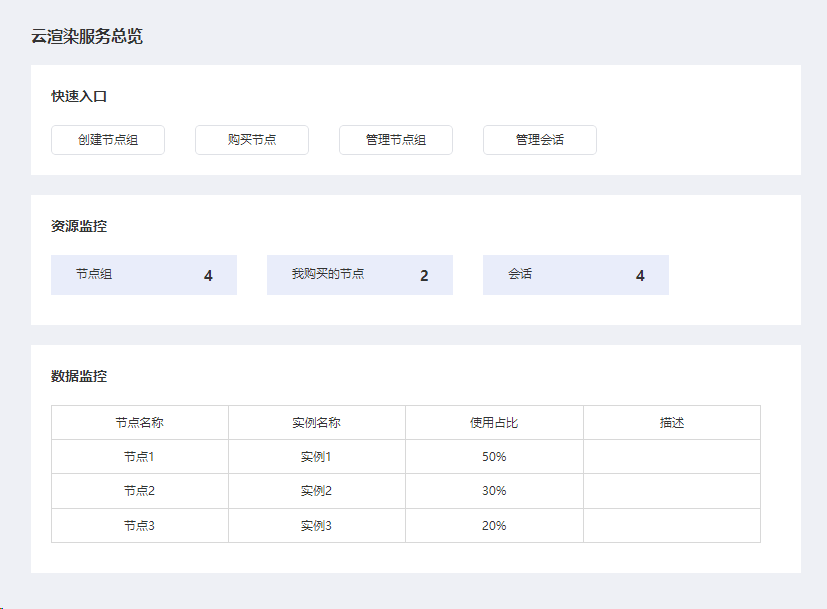 云渲染服务总览
快速入口
创建节点组 购买节点 管理节点组 管理会话
资源监控
节点组 4 我购买的节点 2 会话 4
数据监控
节点名称 实例名称 使用占比 描述
节点1 实例1 50%
节点2 实例2 30%
节点3 实例3 20%